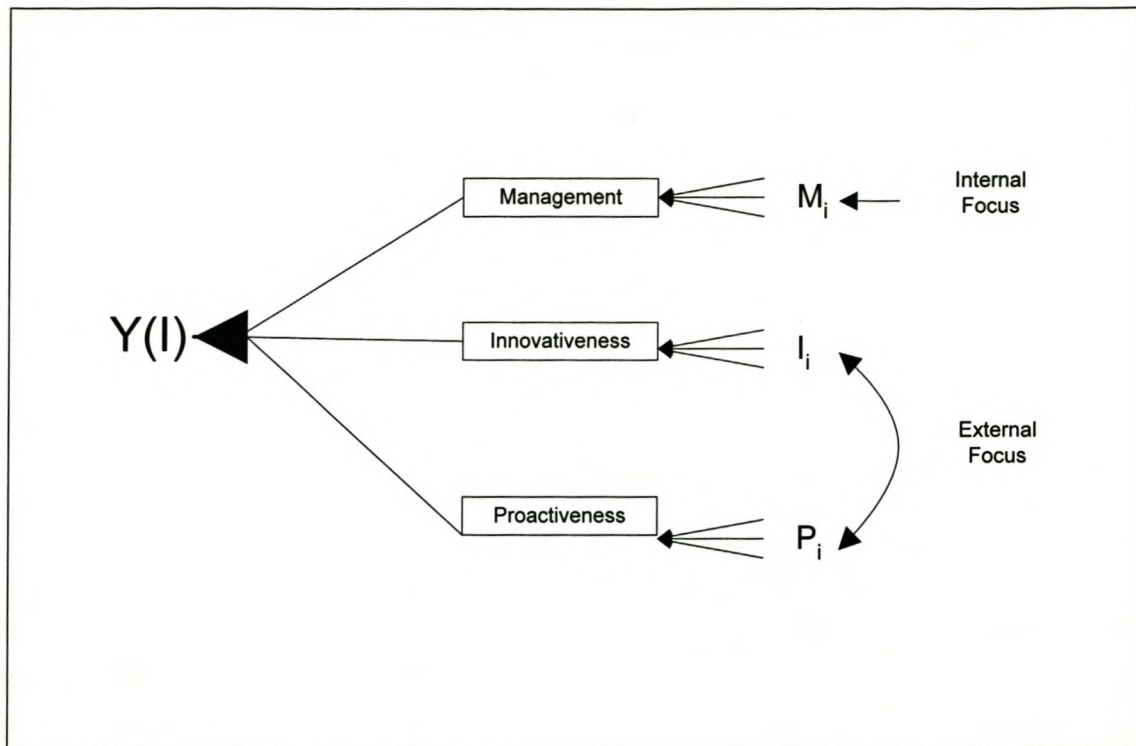 Management
M_i
Internal
Focus
Y(I)
Innovativeness
I_i
External
Focus
Proactiveness
P_i